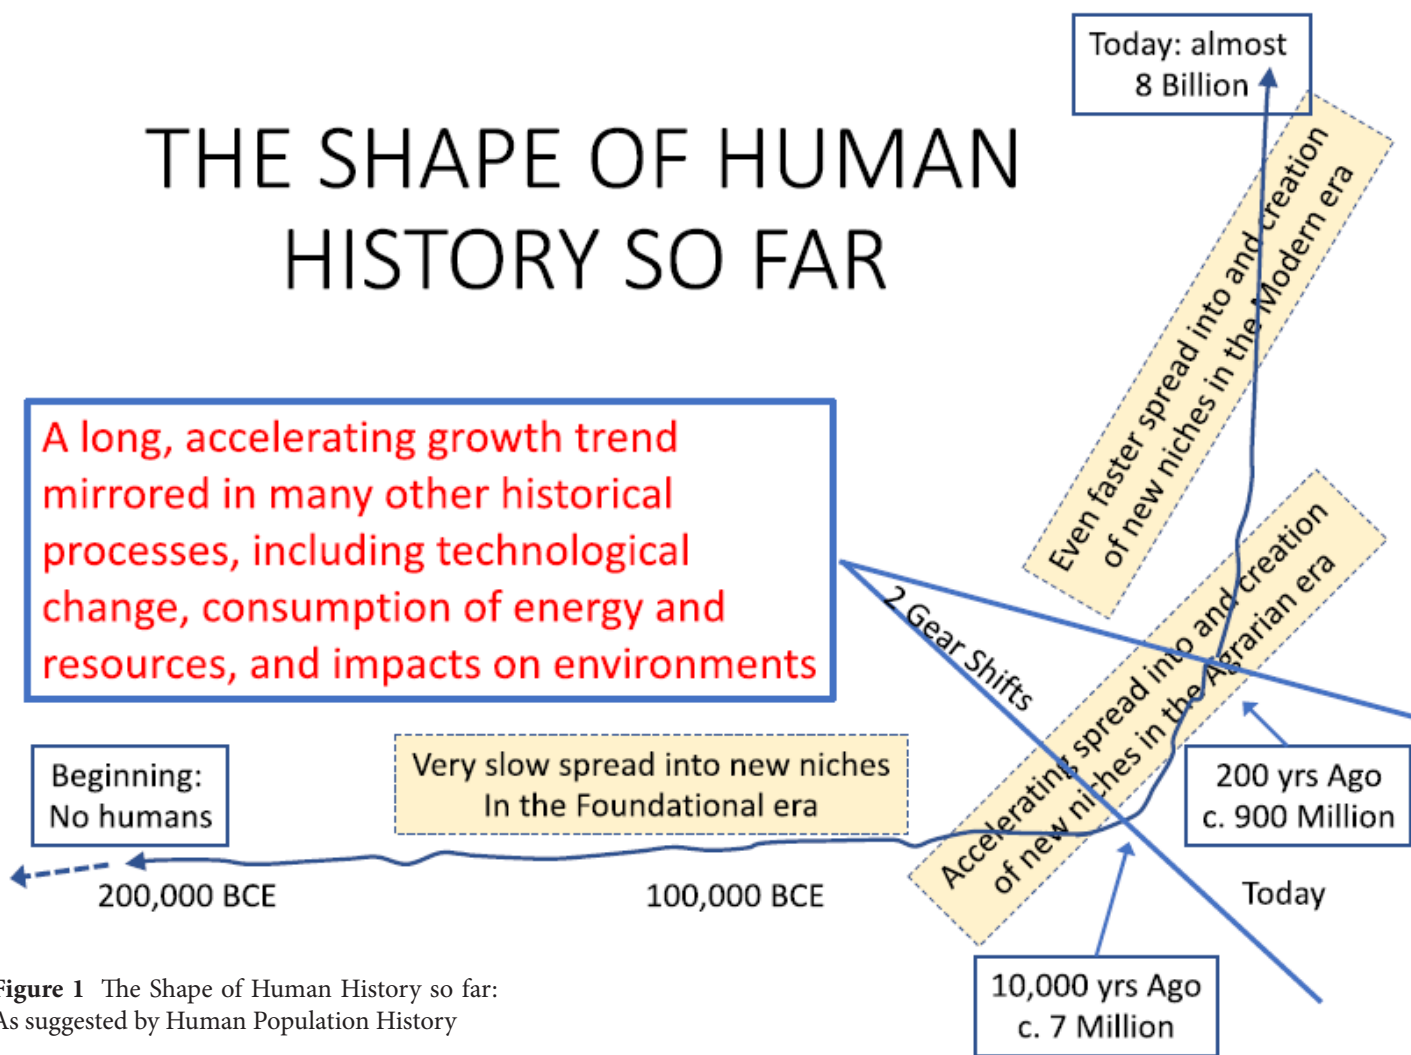 Today: almost
8 Billion
THE SHAPE OF HUMAN
HISTORY SO FAR
Even faster spread into and creation
of new niches in the Modern era
A long, accelerating growth trend
mirrored in many other historical
processes, including technological
change, consumption of energy and
resources, and impacts on environments
2 Gear Shifts
Accelerating spread into and creation
of new niches in the Agrarian era
Beginning:
No humans
Very slow spread into new niches
In the Foundational era
200 yrs Ago
c. 900 Million
200,000 BCE
100,000 BCE
Today
10,000 yrs Ago
c. 7 Million
Figure 1 The Shape of Human History so far:
As suggested by Human Population History